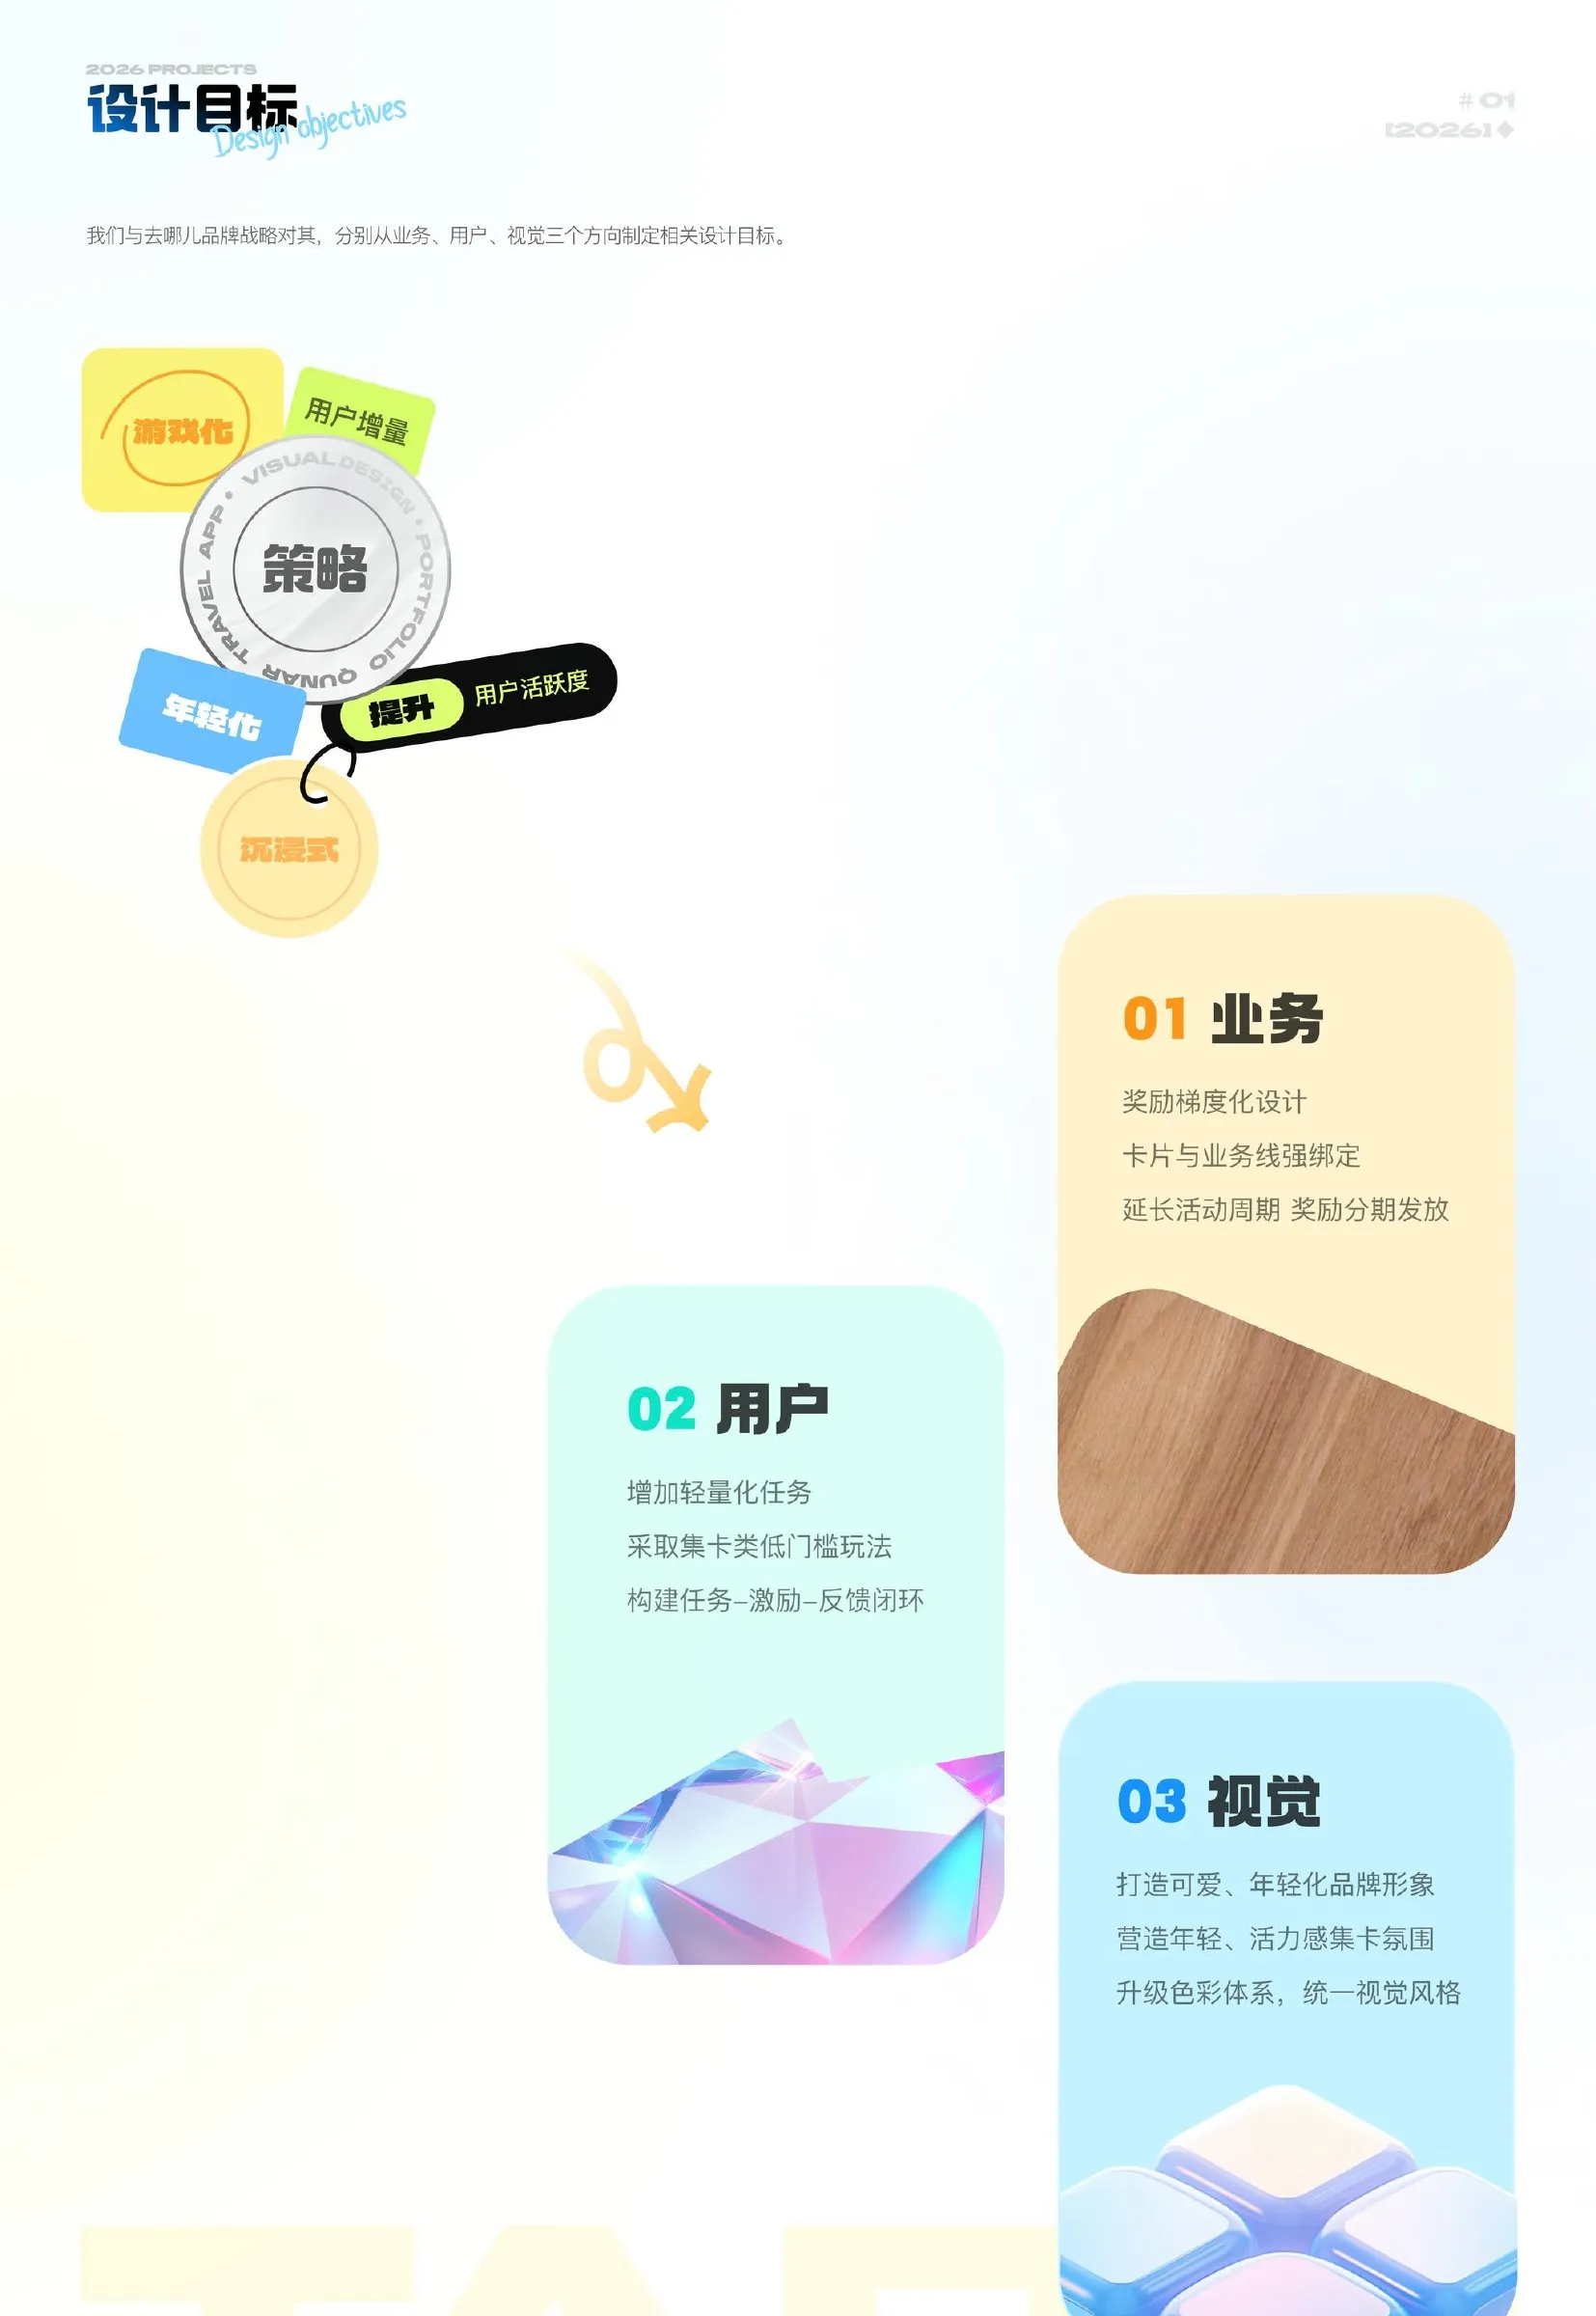 2026 PROJECTS
设计目标
Design objectives
# 01
[2026]◆
我们与去哪儿品牌战略对其，分别从业务、用户、视觉三个方向制定相关设计目标。
游戏化
用户增量
VISUAL DESIGN • PORTFOLIO QUNAR TRAVEL APP •
策略
年轻化
提升 用户活跃度
沉浸式
01 业务
奖励梯度化设计
卡片与业务线强绑定
延长活动周期 奖励分期发放
02 用户
增加轻量化任务
采取集卡类低门槛玩法
构建任务–激励–反馈闭环
03 视觉
打造可爱、年轻化品牌形象
营造年轻、活力感集卡氛围
升级色彩体系，统一视觉风格